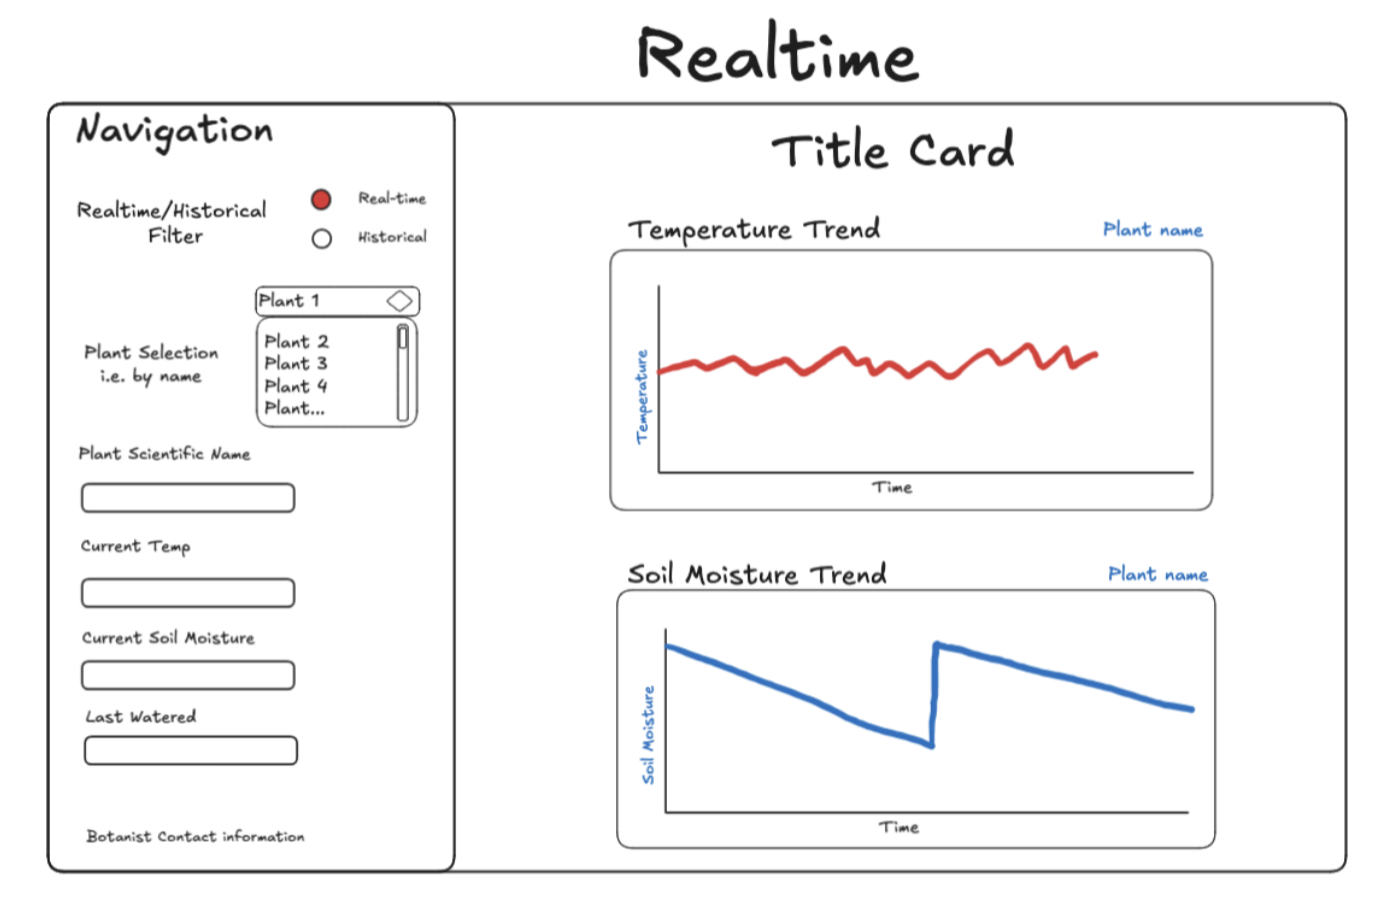 Realtime
Navigation
Realtime/Historical
Filter
Real-time
Historical
Plant 1
Plant Selection
i.e. by name
Plant 2
Plant 3
Plant 4
Plant...
Plant Scientific Name
Current Temp
Current Soil Moisture
Last Watered
Botanist Contact information
Title Card
Temperature Trend
Plant name
Temperature
Time
Soil Moisture Trend
Plant name
Soil Moisture
Time